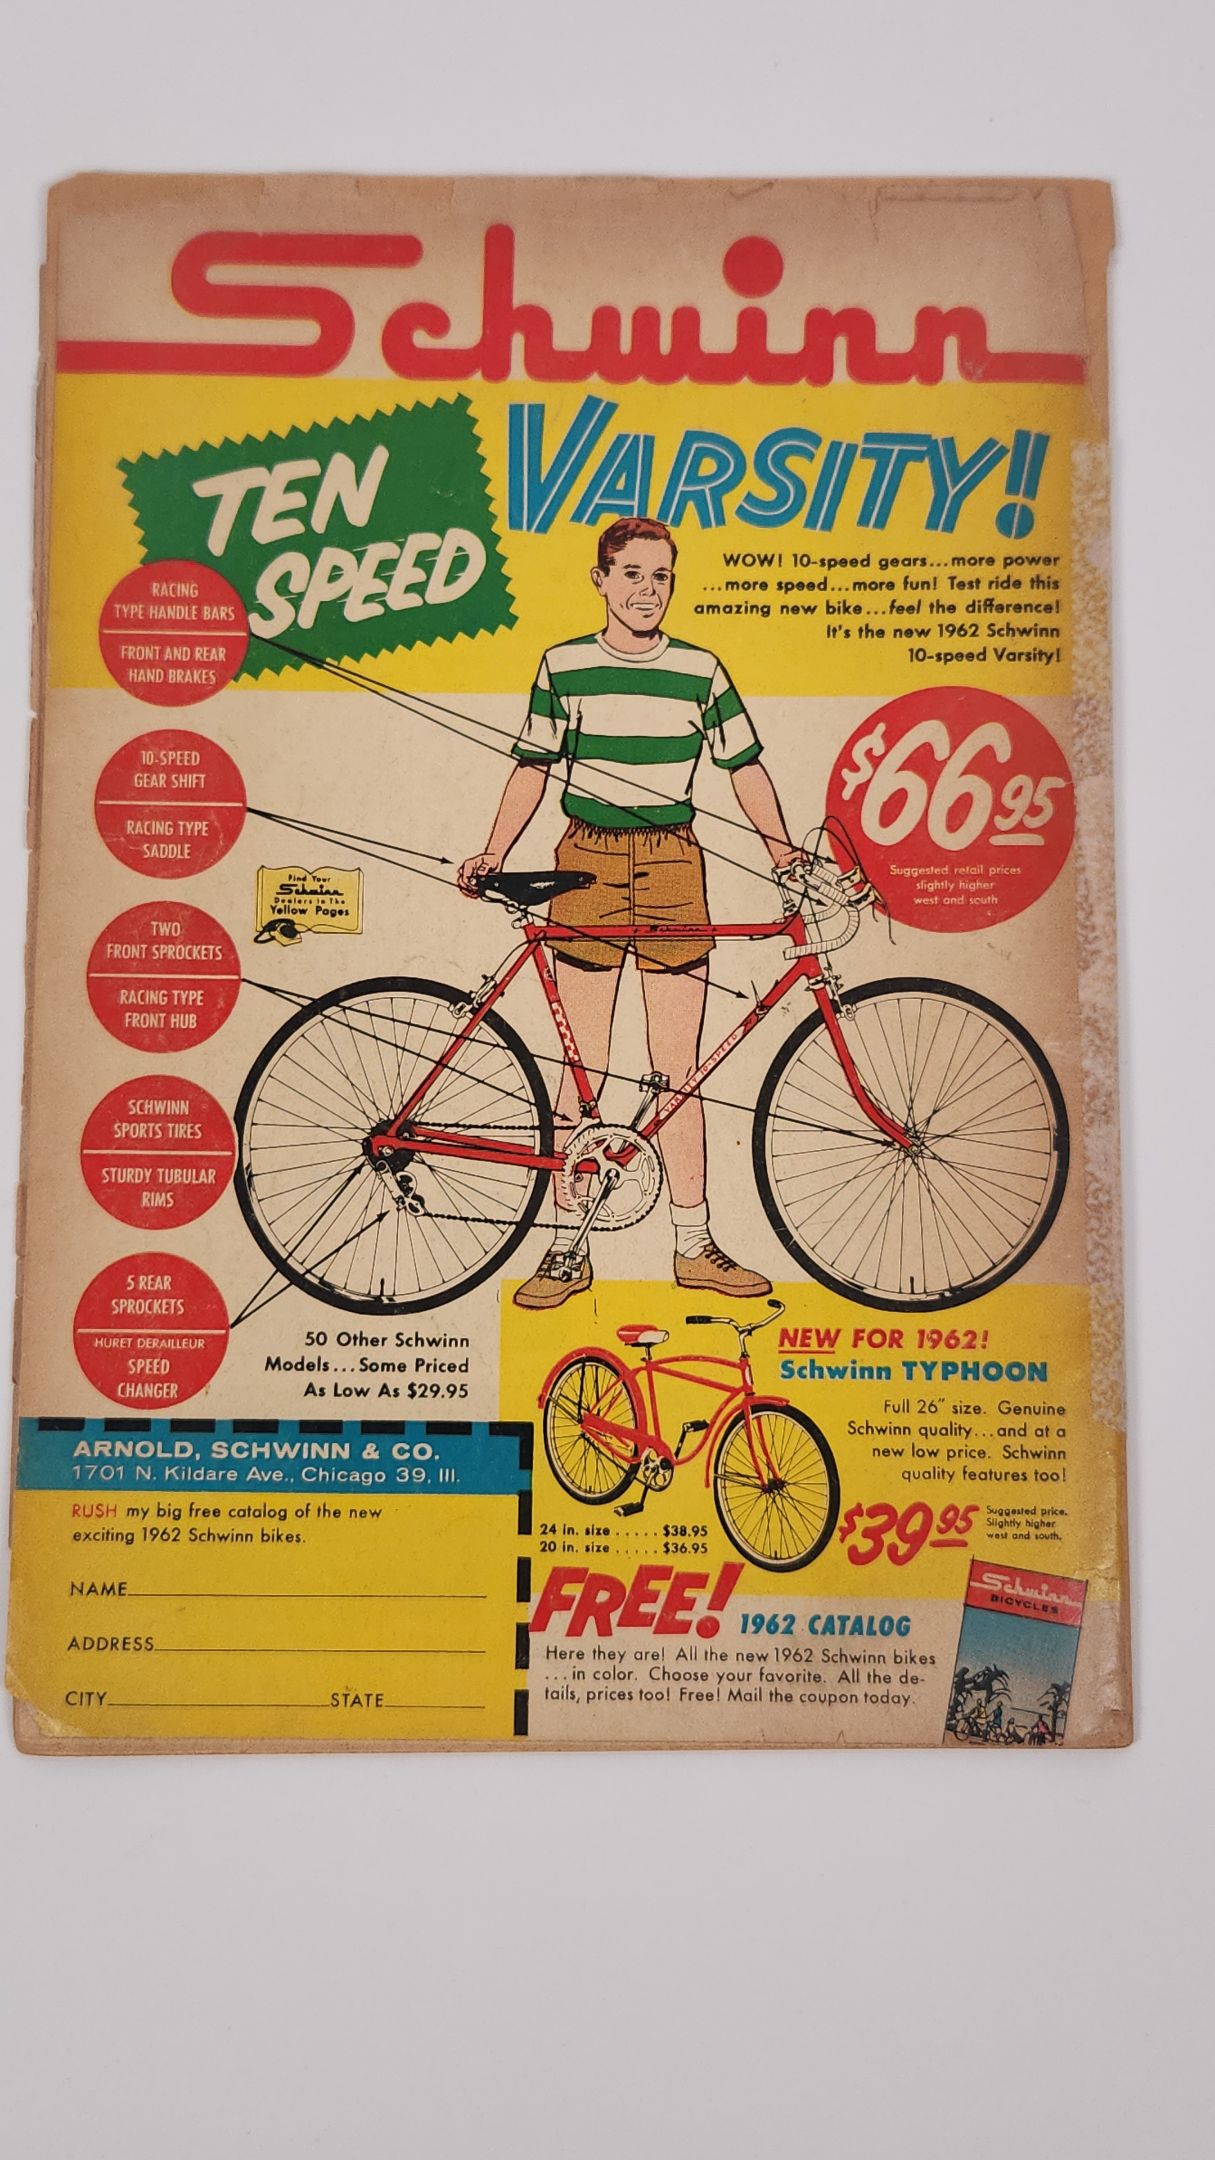 Schwinn
TEN
SPEED
VARSITY!
WOW! 10-speed gears...more power
...more speed...more fun! Test ride this
amazing new bike...feel the difference!
It's the new 1962 Schwinn
10-speed Varsity!
RACING
TYPE HANDLE BARS
FRONT AND REAR
HAND BRAKES
10-SPEED
GEAR SHIFT
RACING TYPE
SADDLE
$66.95
Suggested retail prices
slightly higher
west and south
Find Your
Schwinn
Dealers in The
Yellow Pages
Schwinn
TWO
FRONT SPROCKETS
RACING TYPE
FRONT HUB
VARSITY 10-SPEED
SCHWINN
SPORTS TIRES
STURDY TUBULAR
RIMS
5 REAR
SPROCKETS
HURET DERAILLEUR
SPEED
CHANGER
50 Other Schwinn
Models...Some Priced
As Low As $29.95
NEW FOR 1962!
Schwinn TYPHOON
Full 26" size. Genuine
Schwinn quality...and at a
new low price. Schwinn
quality features too!
$39.95
Suggested price.
Slightly higher
west and south.
24 in. size ..... $38.95
20 in. size ..... $36.95
ARNOLD, SCHWINN & CO.
1701 N. Kildare Ave., Chicago 39, Ill.
RUSH my big free catalog of the new
exciting 1962 Schwinn bikes.
NAME
ADDRESS
CITY STATE
FREE! 1962 CATALOG
Here they are! All the new 1962 Schwinn bikes
...in color. Choose your favorite. All the de-
tails, prices too! Free! Mail the coupon today.
Schwinn
BICYCLES